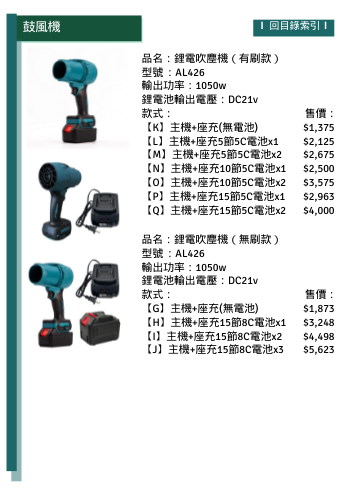 鼓風機
回目錄索引
品名：鋰電吹塵機（有刷款）
型號：AL426
輸出功率：1050w
鋰電池輸出電壓：DC21v
款式： 售價：
【K】主機+座充(無電池) $1,375
【L】主機+座充5節5C電池x1 $2,125
【M】主機+座充5節5C電池x2 $2,675
【N】主機+座充10節5C電池x1 $2,500
【O】主機+座充10節5C電池x2 $3,575
【P】主機+座充15節5C電池x1 $2,963
【Q】主機+座充15節5C電池x2 $4,000
品名：鋰電吹塵機（無刷款）
型號：AL426
輸出功率：1050w
鋰電池輸出電壓：DC21v
款式： 售價：
【G】主機+座充(無電池) $1,873
【H】主機+座充15節8C電池x1 $3,248
【I】主機+座充15節8C電池x2 $4,498
【J】主機+座充15節8C電池x3 $5,623